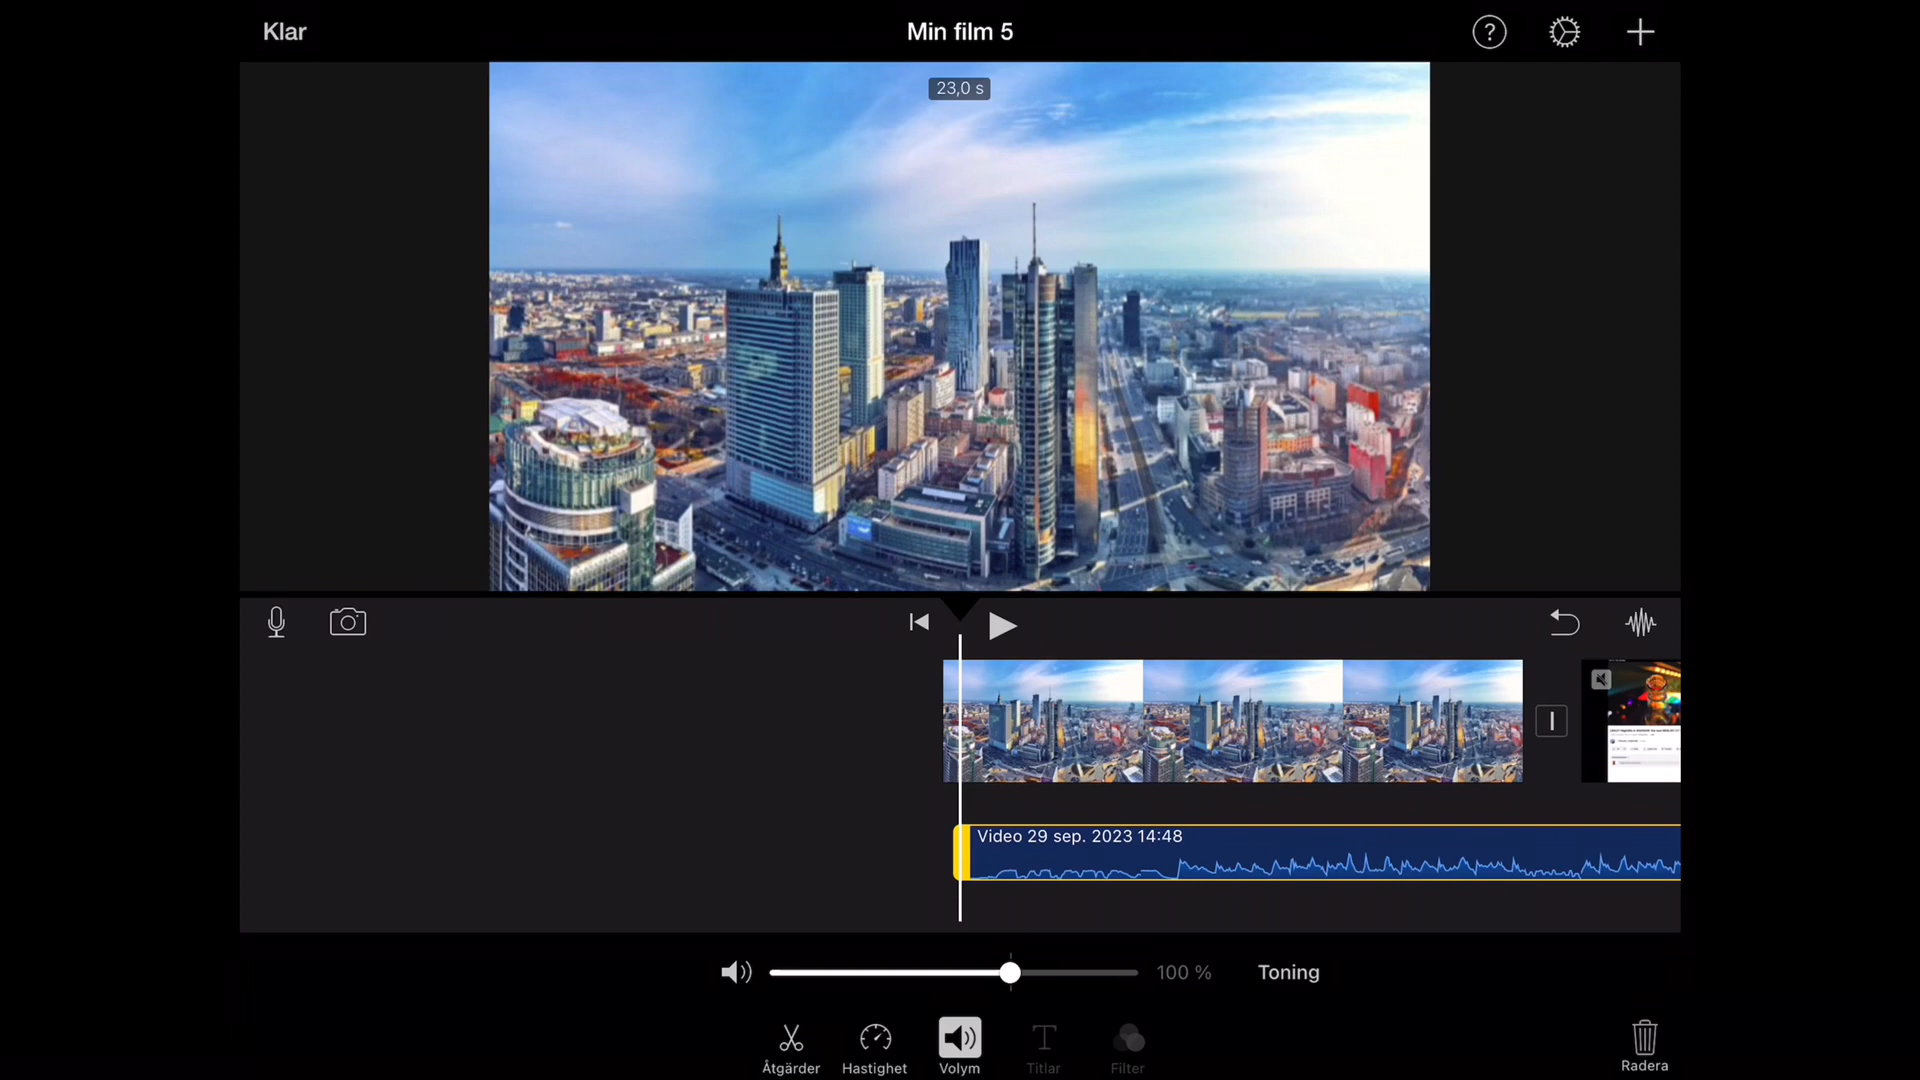 Klar
Min film 5
?
23,0 s
Video 29 sep. 2023 14:48
100 %
Toning
Åtgärder
Hastighet
Volym
T
Titlar
Filter
Radera